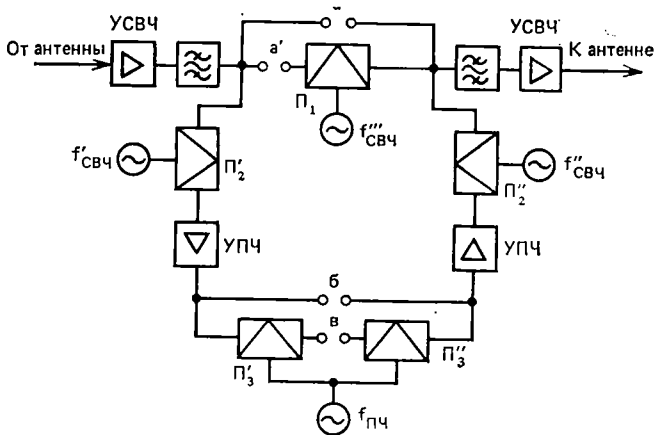 УСВЧ
УСВЧ
От антенны
К антенне
а'
П₁
f'''СВЧ
f'СВЧ
П'₂
П''₂
f''СВЧ
УПЧ
УПЧ
б
в
П'₃
П''₃
fПЧ